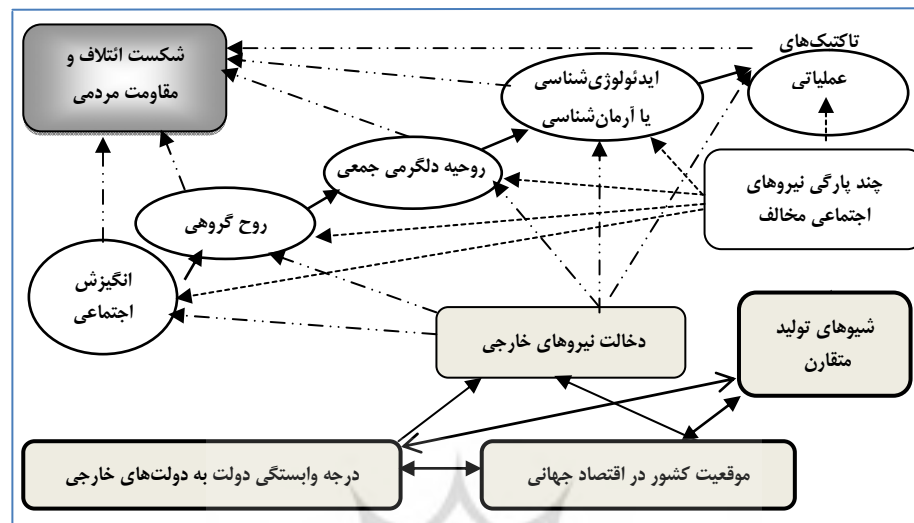 شکست ائتلاف و
مقاومت مردمی
تاکتیک‌های
عملیاتی
ایدئولوژی‌شناسی
یا آرمان‌شناسی
روحیه دلگرمی جمعی
چند پارگی نیروهای
اجتماعی مخالف
روح گروهی
انگیزش
اجتماعی
دخالت نیروهای خارجی
شیوهای تولید
متقارن
موقعیت کشور در اقتصاد جهانی
درجه وابستگی دولت به دولت‌های خارجی